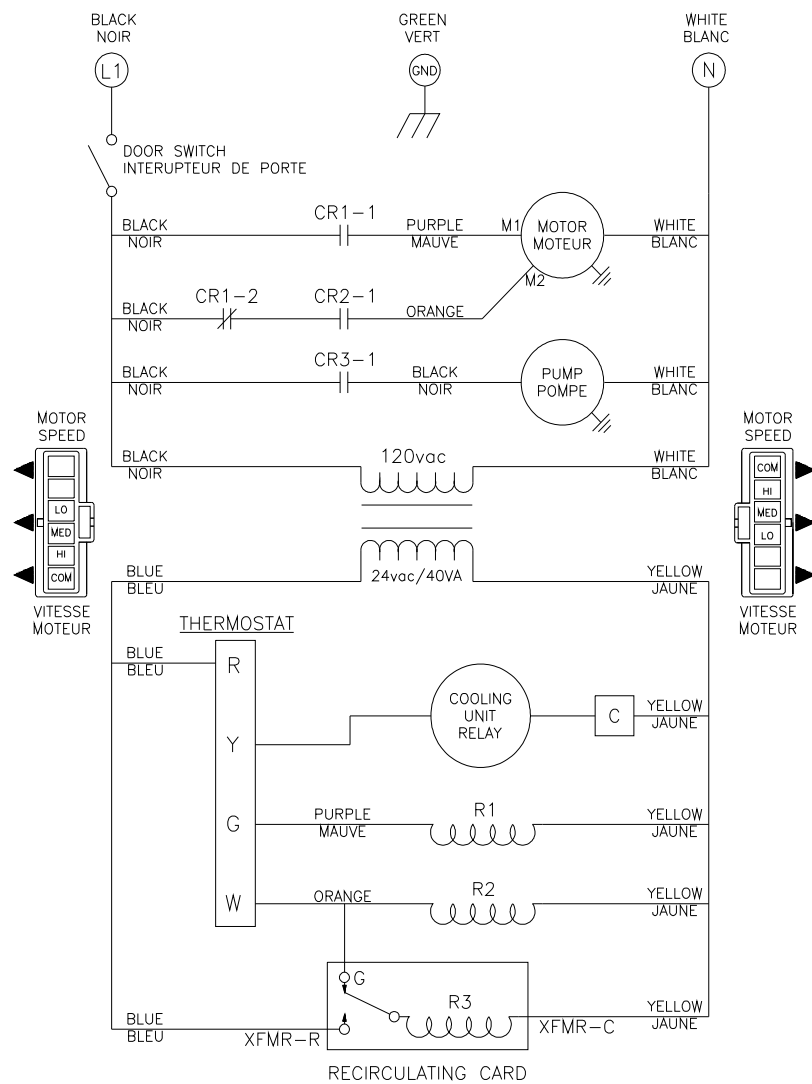 BLACK
NOIR
GREEN
VERT
WHITE
BLANC
L1
GND
N
DOOR SWITCH
INTERUPTEUR DE PORTE
BLACK
NOIR
CR1-1
PURPLE
MAUVE
M1
MOTOR
MOTEUR
WHITE
BLANC
M2
BLACK
NOIR
CR1-2
CR2-1
ORANGE
BLACK
NOIR
CR3-1
BLACK
NOIR
PUMP
POMPE
WHITE
BLANC
MOTOR
SPEED
LO
MED
HI
COM
VITESSE
MOTEUR
BLACK
NOIR
120vac
WHITE
BLANC
MOTOR
SPEED
COM
HI
MED
LO
VITESSE
MOTEUR
BLUE
BLEU
24vac/40VA
YELLOW
JAUNE
THERMOSTAT
BLUE
BLEU
R
Y
COOLING
UNIT
RELAY
C
YELLOW
JAUNE
G
PURPLE
MAUVE
R1
YELLOW
JAUNE
W
ORANGE
R2
YELLOW
JAUNE
G
R3
BLUE
BLEU
XFMR-R
XFMR-C
YELLOW
JAUNE
RECIRCULATING CARD